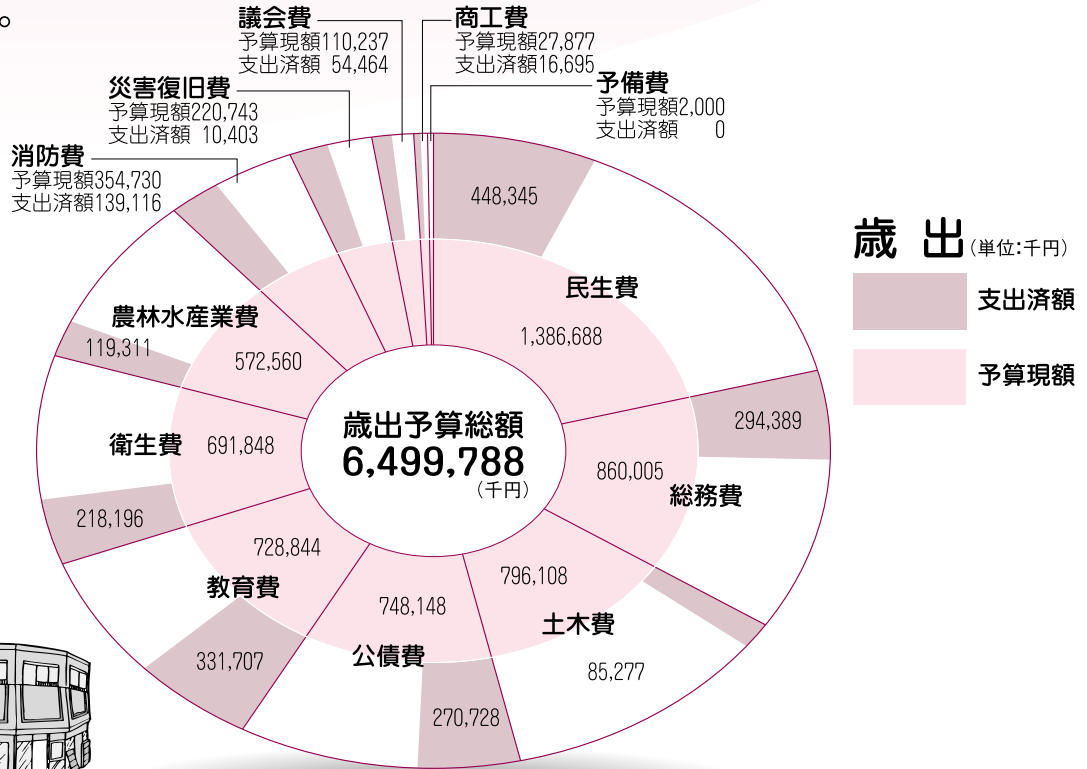 。
議会費
予算現額110,237
支出済額 54,464
商工費
予算現額27,877
支出済額16,695
災害復旧費
予算現額220,743
支出済額 10,403
予備費
予算現額2,000
支出済額 0
消防費
予算現額354,730
支出済額139,116
448,345
民生費
1,386,688
歳出(単位:千円)
支出済額
予算現額
農林水産業費
119,311
572,560
294,389
860,005
総務費
歳出予算総額
6,499,788
(千円)
衛生費
691,848
218,196
796,108
土木費
85,277
728,844
教育費
331,707
748,148
公債費
270,728